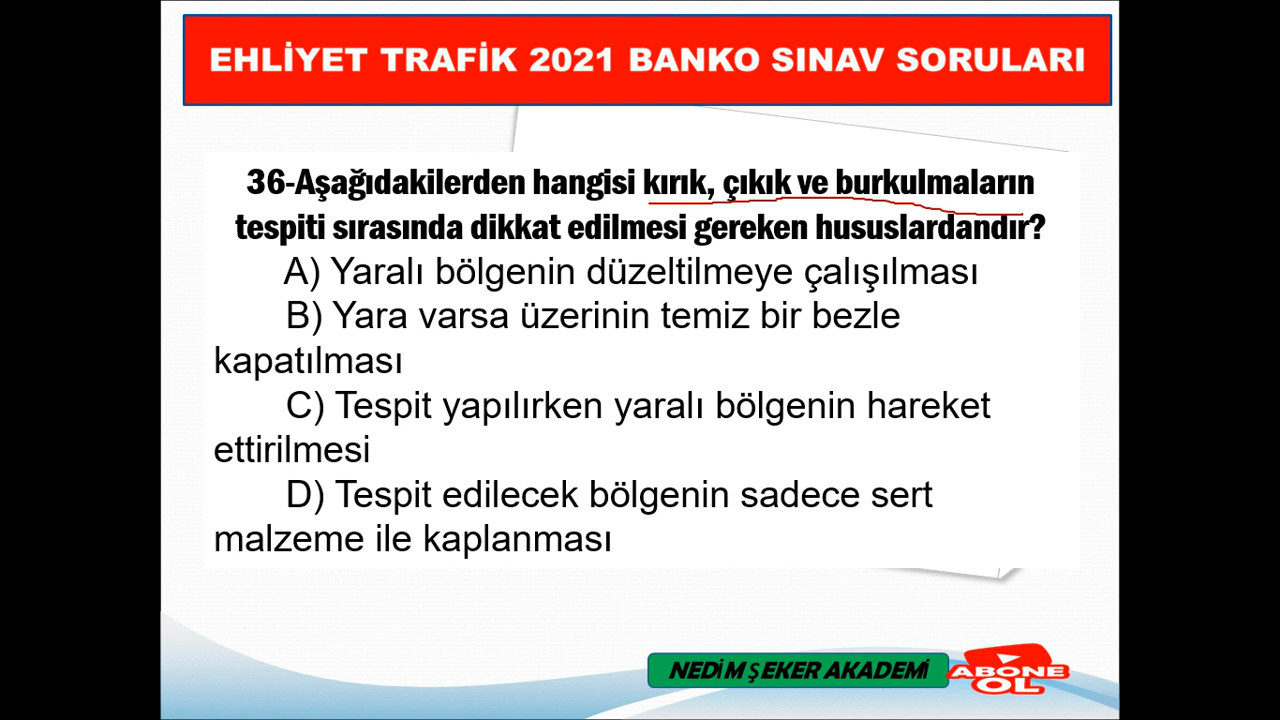 EHLİYET TRAFİK 2021 BANKO SINAV SORULARI
36-Aşağıdakilerden hangisi kırık, çıkık ve burkulmaların
tespiti sırasında dikkat edilmesi gereken hususlardandır?
A) Yaralı bölgenin düzeltilmeye çalışılması
B) Yara varsa üzerinin temiz bir bezle
kapatılması
C) Tespit yapılırken yaralı bölgenin hareket
ettirilmesi
D) Tespit edilecek bölgenin sadece sert
malzeme ile kaplanması
NEDİM ŞEKER AKADEMİ
ABONE
OL